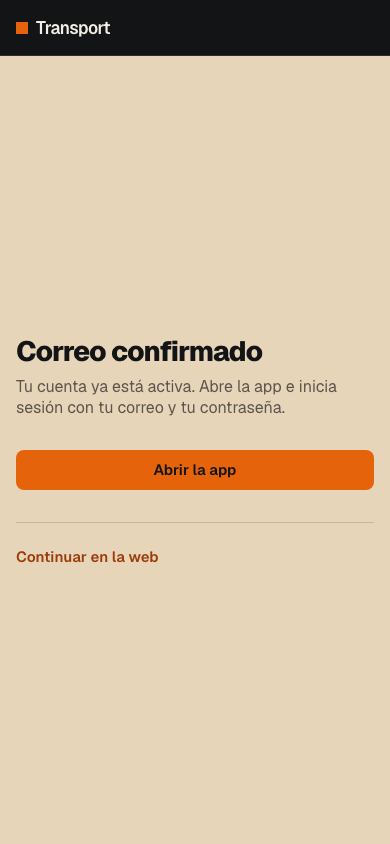 Transport
Correo confirmado
Tu cuenta ya está activa. Abre la app e inicia
sesión con tu correo y tu contraseña.
Abrir la app
Continuar en la web